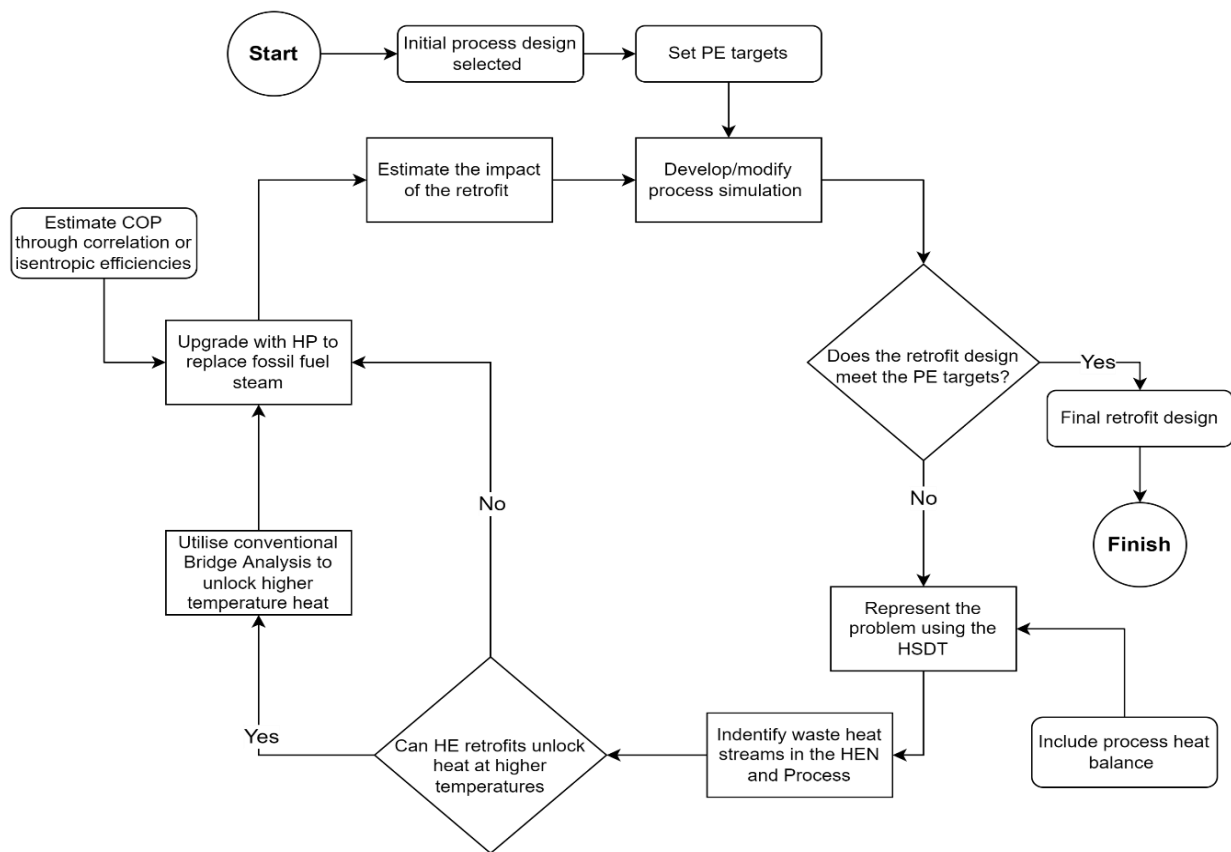 Start
Initial process design
selected
Set PE targets
Estimate the impact
of the retrofit
Develop/modify
process simulation
Estimate COP
through correlation or
isentropic efficiencies
Upgrade with HP to
replace fossil fuel
steam
Does the retrofit design
meet the PE targets?
Yes
Final retrofit design
No
No
Finish
Utilise conventional
Bridge Analysis to
unlock higher
temperature heat
Represent the
problem using the
HSDT
Yes
Can HE retrofits unlock
heat at higher
temperatures
Indentify waste heat
streams in the HEN
and Process
Include process heat
balance